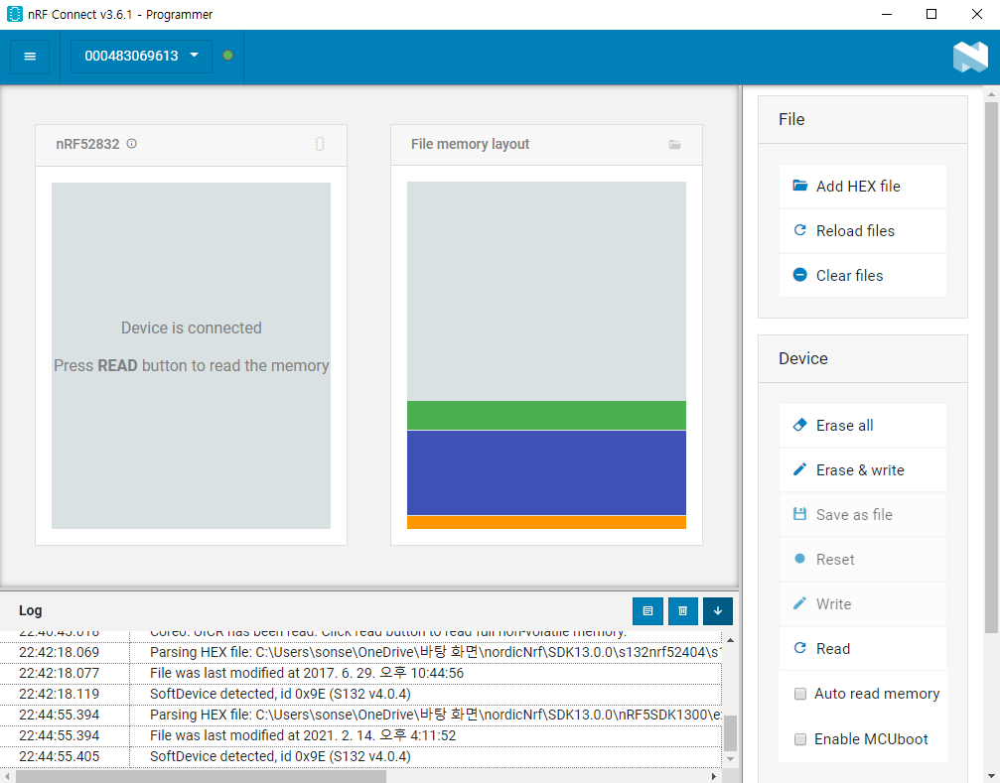 nRF Connect v3.6.1 - Programmer
000483069613
nRF52832
File memory layout
Device is connected
Press READ button to read the memory
File
Add HEX file
Reload files
Clear files
Device
Erase all
Erase & write
Save as file
Reset
Write
Read
Auto read memory
Enable MCUboot
Log
22:40:45.018 Core0: UICR has been read. Click read button to read full non-volatile memory.
22:42:18.069 Parsing HEX file: C:\Users\sonse\OneDrive\바탕 화면\nordicNrf\SDK13.0.0\s132nrf52404\s1
22:42:18.077 File was last modified at 2017. 6. 29. 오후 10:44:56
22:42:18.119 SoftDevice detected, id 0x9E (S132 v4.0.4)
22:44:55.394 Parsing HEX file: C:\Users\sonse\OneDrive\바탕 화면\nordicNrf\SDK13.0.0\nRF5SDK1300\e
22:44:55.394 File was last modified at 2021. 2. 14. 오후 4:11:52
22:44:55.405 SoftDevice detected, id 0x9E (S132 v4.0.4)